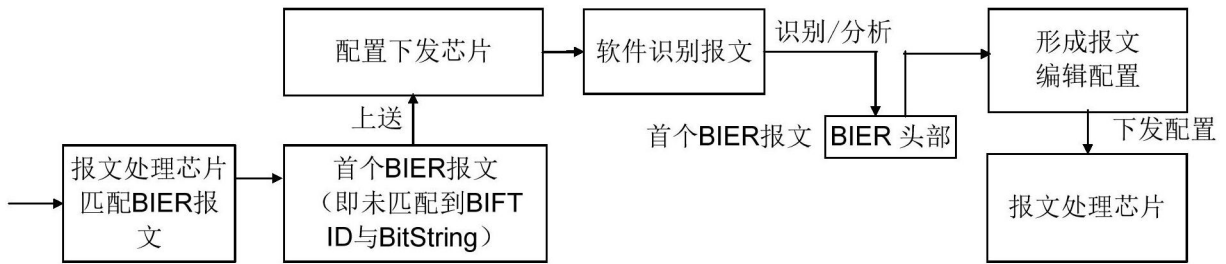 报文处理芯片
匹配BIER报
文
首个BIER报文
（即未匹配到BIFT
ID与BitString）
上送
配置下发芯片
软件识别报文
识别/分析
首个BIER报文
BIER 头部
形成报文
编辑配置
下发配置
报文处理芯片